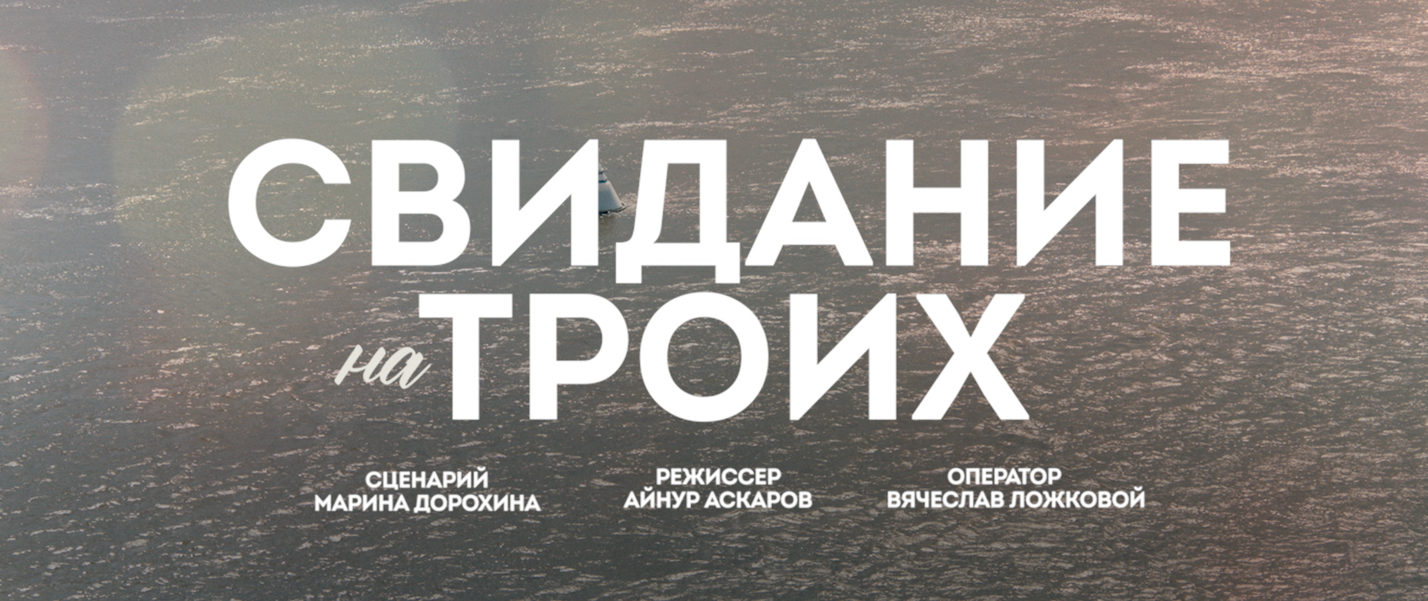 СВИДАНИЕ
на ТРОИХ
СЦЕНАРИЙ
МАРИНА ДОРОХИНА
РЕЖИССЕР
АЙНУР АСКАРОВ
ОПЕРАТОР
ВЯЧЕСЛАВ ЛОЖКОВОЙ